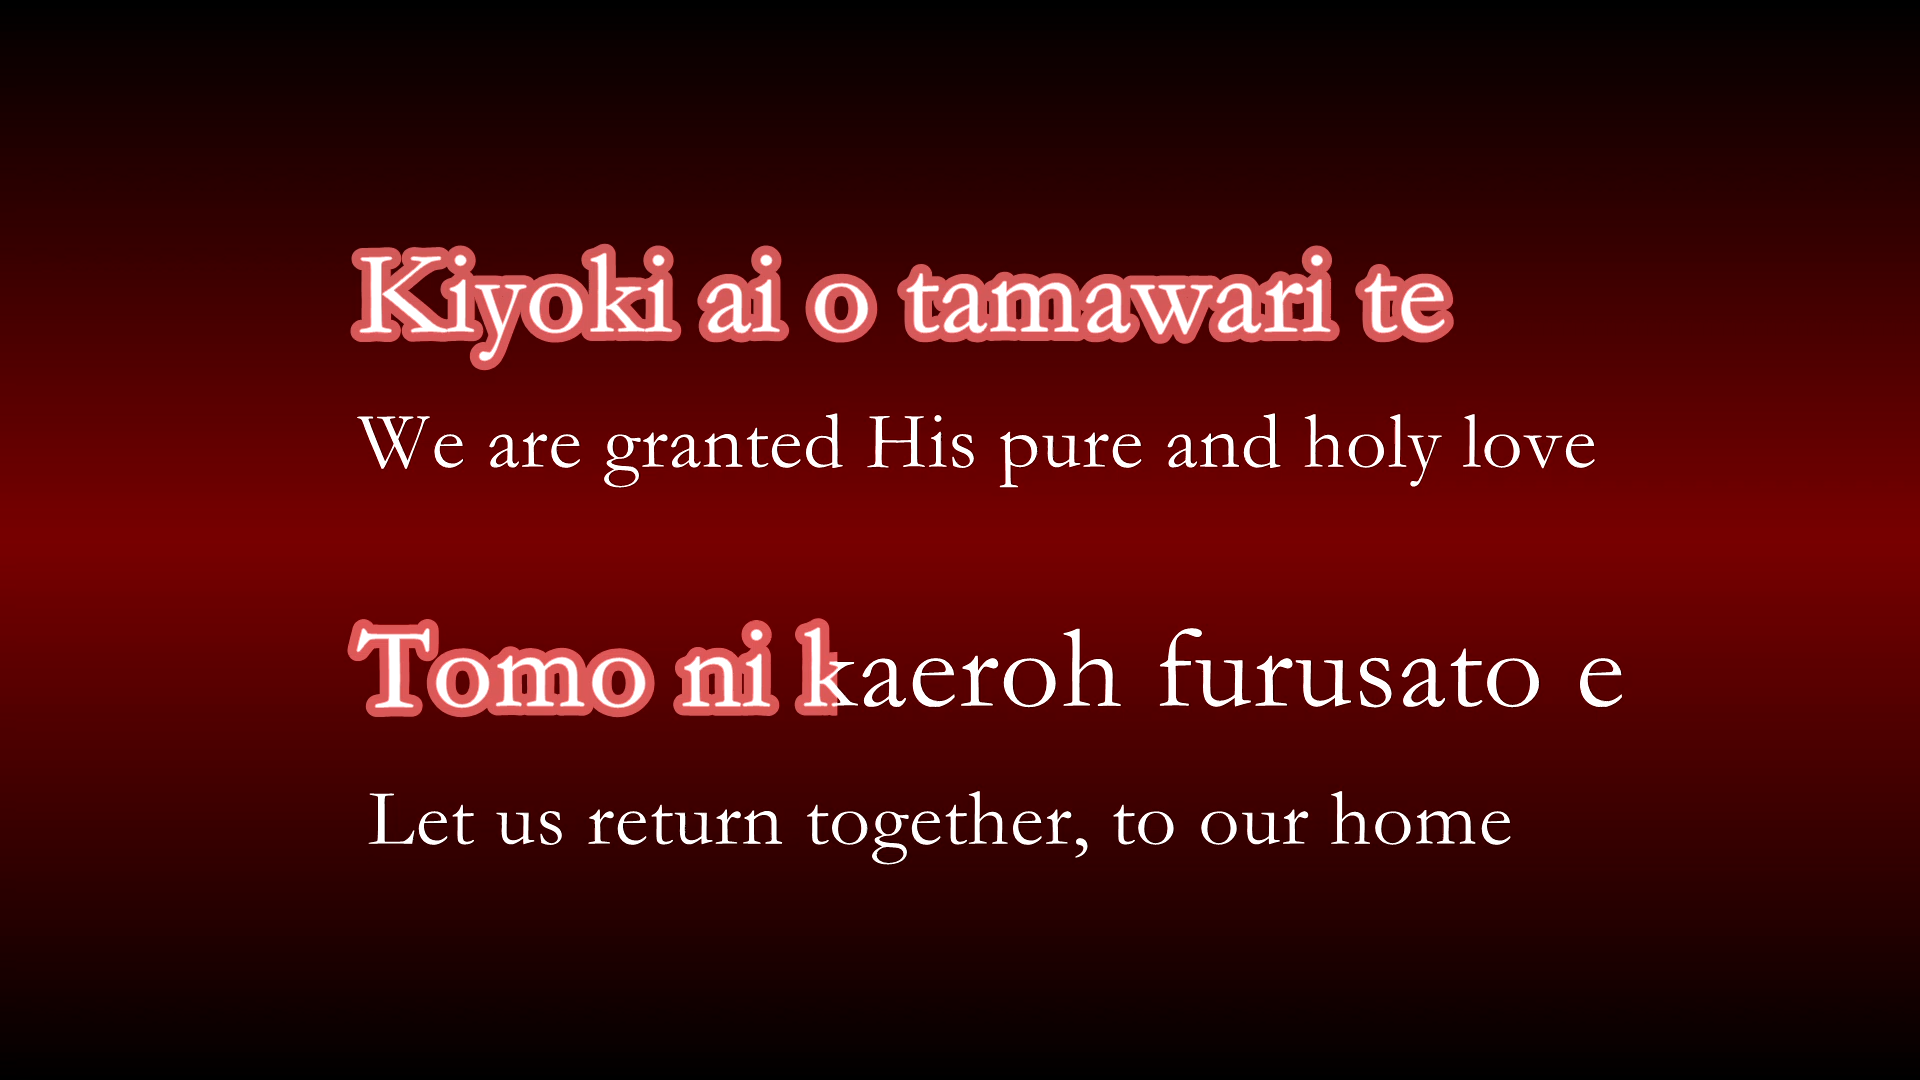 Kiyoki ai o tamawari te
We are granted His pure and holy love
Tomo ni kaeroh furusato e
Let us return together, to our home